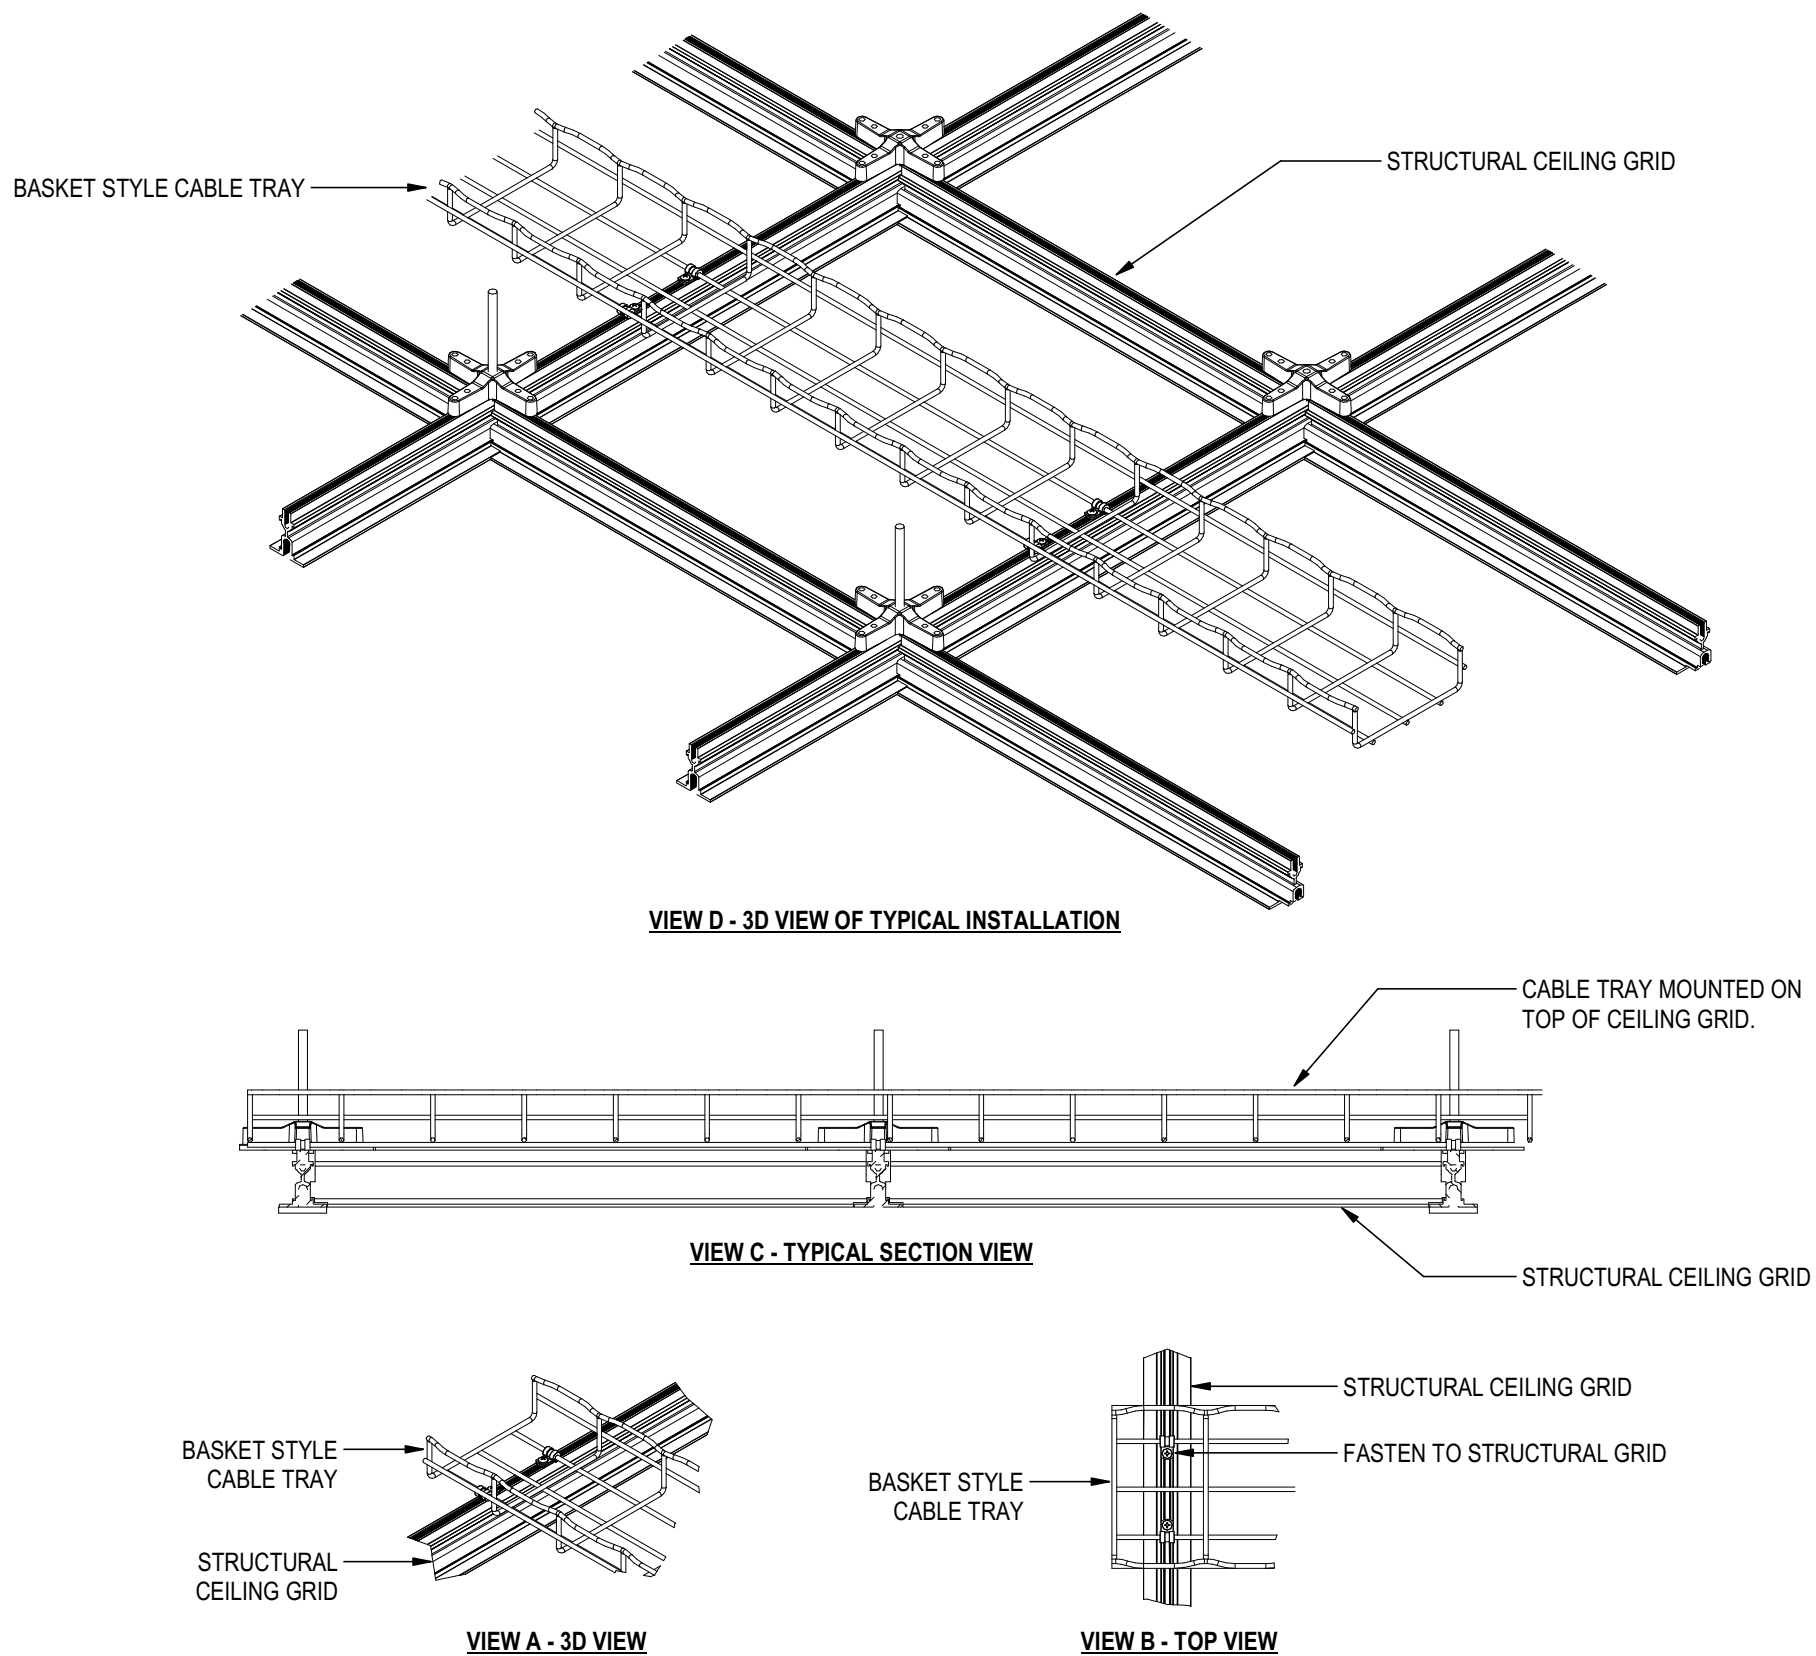 BASKET STYLE CABLE TRAY
STRUCTURAL CEILING GRID
VIEW D - 3D VIEW OF TYPICAL INSTALLATION
CABLE TRAY MOUNTED ON
TOP OF CEILING GRID.
VIEW C - TYPICAL SECTION VIEW
STRUCTURAL CEILING GRID
BASKET STYLE
CABLE TRAY
STRUCTURAL
CEILING GRID
VIEW A - 3D VIEW
STRUCTURAL CEILING GRID
FASTEN TO STRUCTURAL GRID
BASKET STYLE
CABLE TRAY
VIEW B - TOP VIEW